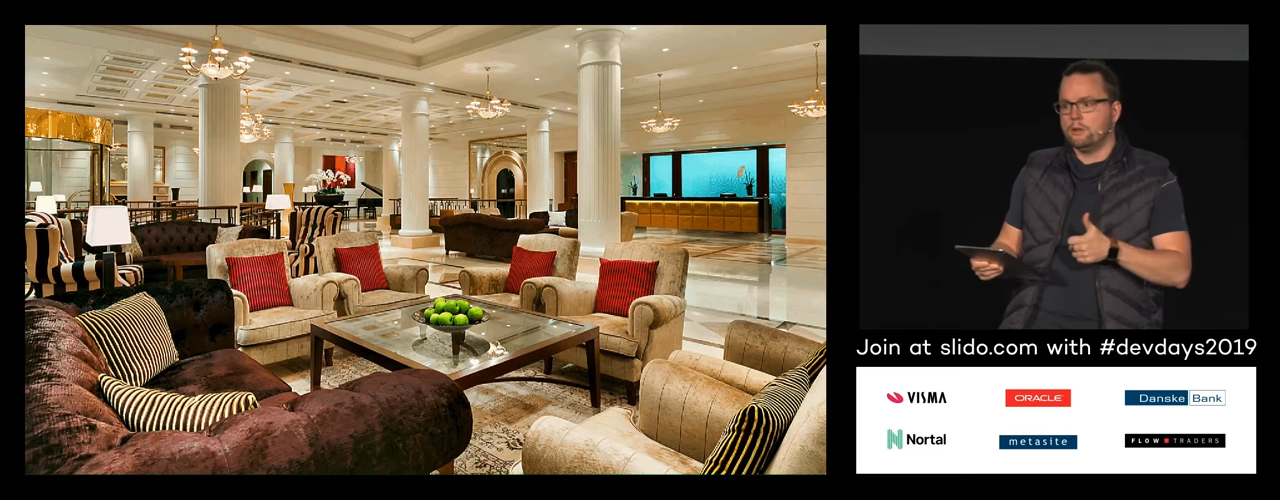 Join at slido.com with #devdays2019
VISMA
ORACLE
Danske Bank
Nortal
metasite
FLOW TRADERS